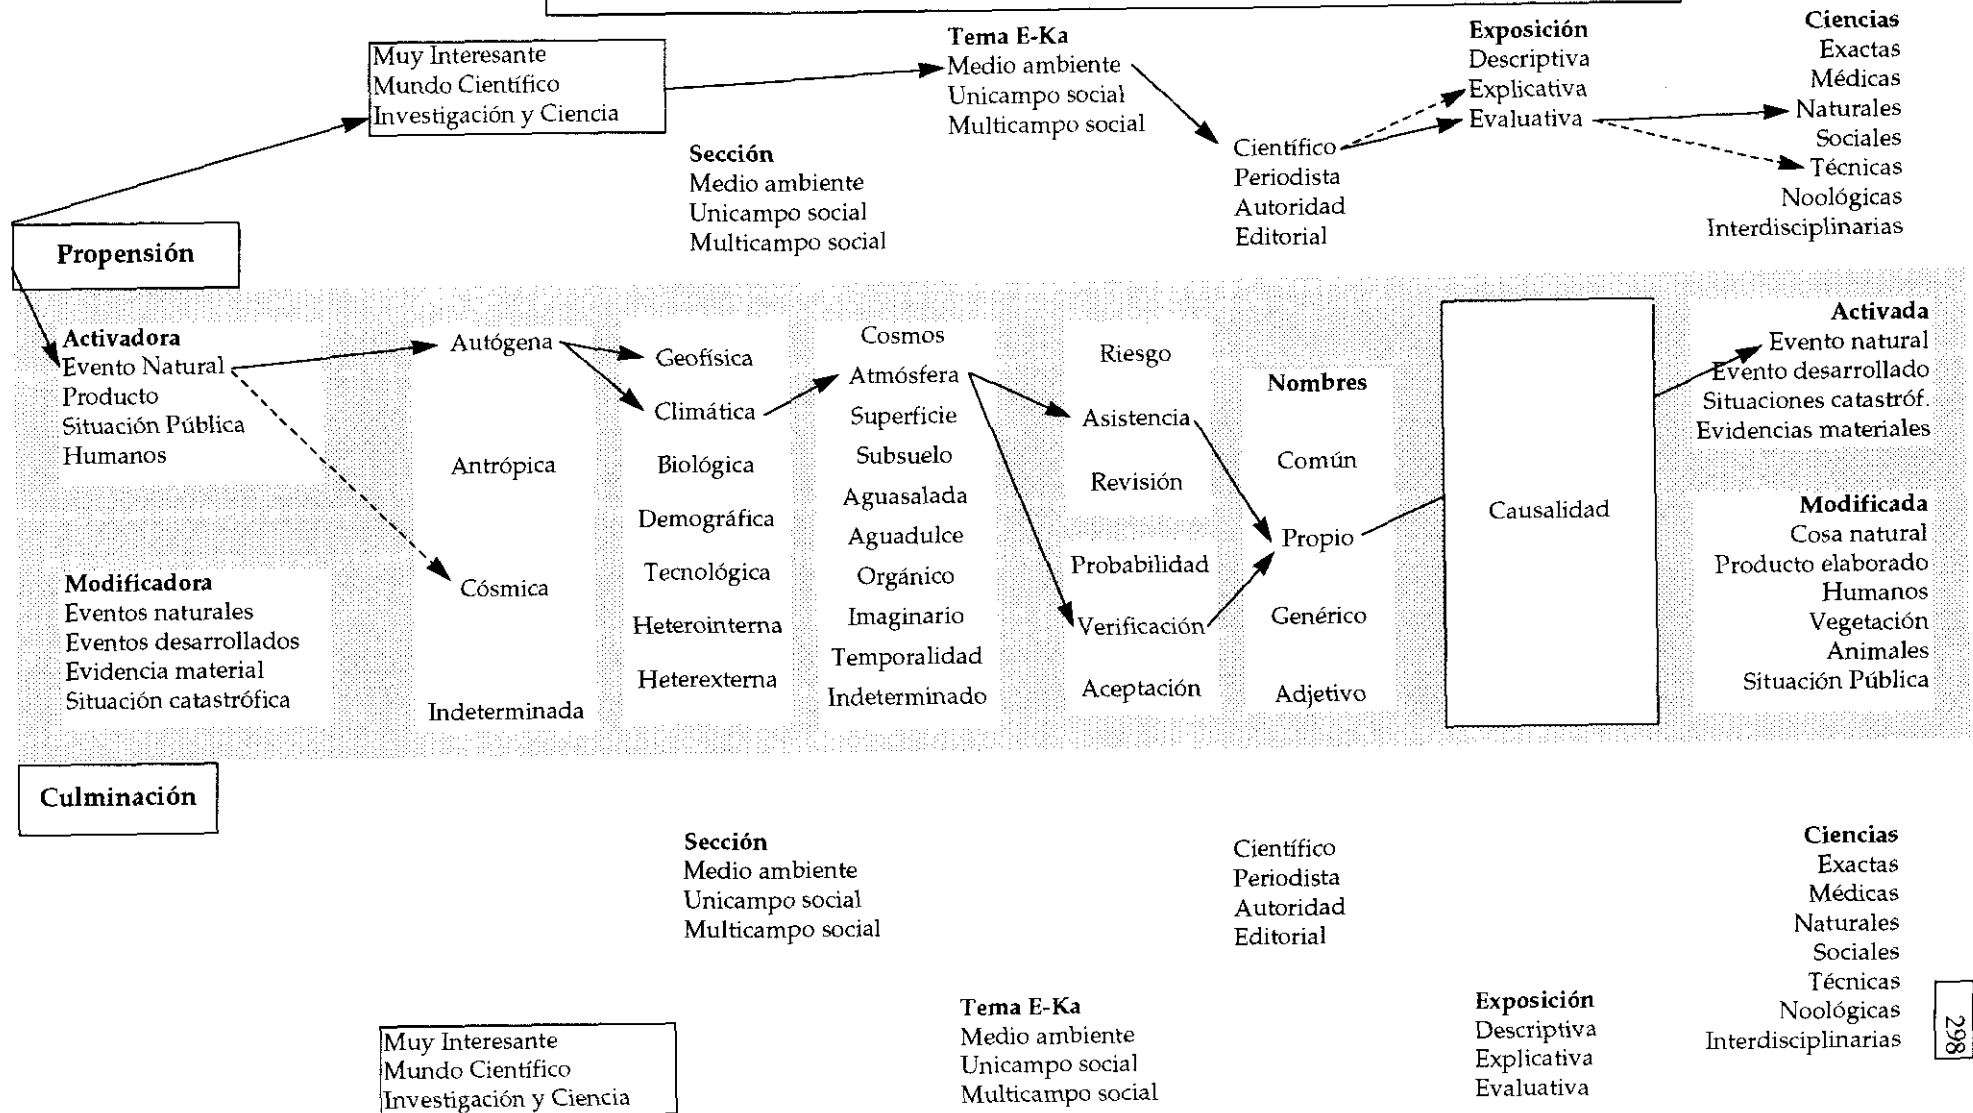 Muy Interesante
Mundo Científico
Investigación y Ciencia
Sección
Medio ambiente
Unicampo social
Multicampo social
Tema E-Ka
Medio ambiente
Unicampo social
Multicampo social
Científico
Periodista
Autoridad
Editorial
Exposición
Descriptiva
Explicativa
Evaluativa
Ciencias
Exactas
Médicas
Naturales
Sociales
Técnicas
Noológicas
Interdisciplinarias
Propensión
Activadora
Evento Natural
Producto
Situación Pública
Humanos
Modificadora
Eventos naturales
Eventos desarrollados
Evidencia material
Situación catastrófica
Autógena
Antrópica
Cósmica
Indeterminada
Geofísica
Climática
Biológica
Demográfica
Tecnológica
Heterointerna
Heterexterna
Cosmos
Atmósfera
Superficie
Subsuelo
Aguasalada
Aguadulce
Orgánico
Imaginario
Temporalidad
Indeterminado
Riesgo
Asistencia
Revisión
Probabilidad
Verificación
Aceptación
Nombres
Común
Propio
Genérico
Adjetivo
Causalidad
Activada
Evento natural
Evento desarrollado
Situaciones catastróf.
Evidencias materiales
Modificada
Cosa natural
Producto elaborado
Humanos
Vegetación
Animales
Situación Pública
Culminación
Sección
Medio ambiente
Unicampo social
Multicampo social
Científico
Periodista
Autoridad
Editorial
Ciencias
Exactas
Médicas
Naturales
Sociales
Técnicas
Noológicas
Interdisciplinarias
Muy Interesante
Mundo Científico
Investigación y Ciencia
Tema E-Ka
Medio ambiente
Unicampo social
Multicampo social
Exposición
Descriptiva
Explicativa
Evaluativa
298